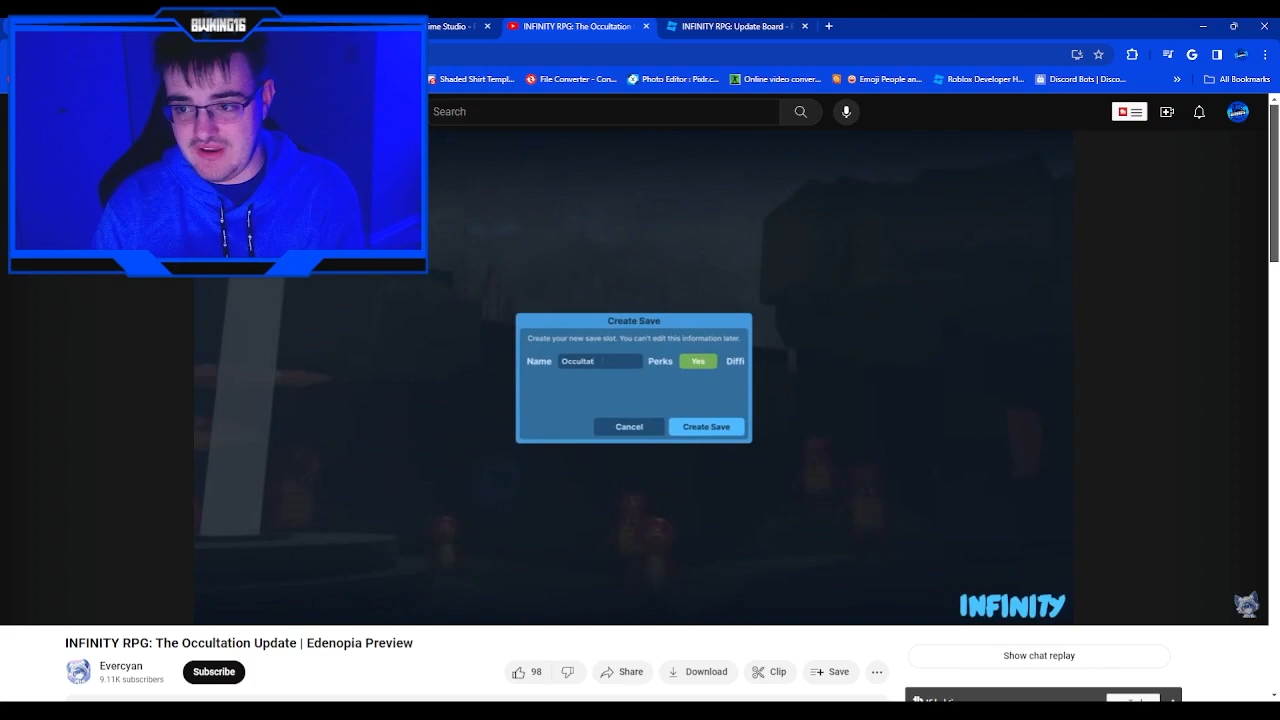 BWKING16
ime Studio -
INFINITY RPG: The Occultation
INFINITY RPG: Update Board -
Shaded Shirt Templ...
File Converter - Con...
Photo Editor : Pixlr.c...
Online video conver...
Emoji People an...
Roblox Developer H...
Discord Bots | Disco...
All Bookmarks
Search
Create Save
Create your new save slot. You can't edit this information later.
Name Occultat Perks Yes Diffi
Cancel Create Save
INFINITY
INFINITY RPG: The Occultation Update | Edenopia Preview
Evercyan
9.11K subscribers
Subscribe
98
Share
Download
Clip
Save
Show chat replay